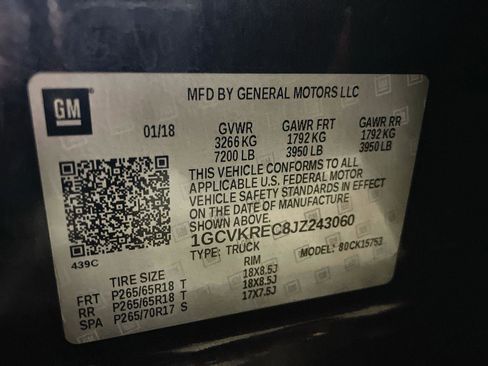 GM
MFD BY GENERAL MOTORS LLC
01/18 GVWR GAWR FRT GAWR RR
3266 KG 1792 KG 1792 KG
7200 LB 3950 LB 3950 LB
THIS VEHICLE CONFORMS TO ALL
APPLICABLE U.S. FEDERAL MOTOR
VEHICLE SAFETY STANDARDS IN EFFECT
ON THE DATE OF MANUFACTURE
SHOWN ABOVE.
1GCVKREC8JZ243060
439C TYPE: TRUCK MODEL: 80CK15753
TIRE SIZE RIM
FRT P265/65R18 T 18X8.5J
RR P265/65R18 T 18X8.5J
SPA P265/70R17 S 17X7.5J